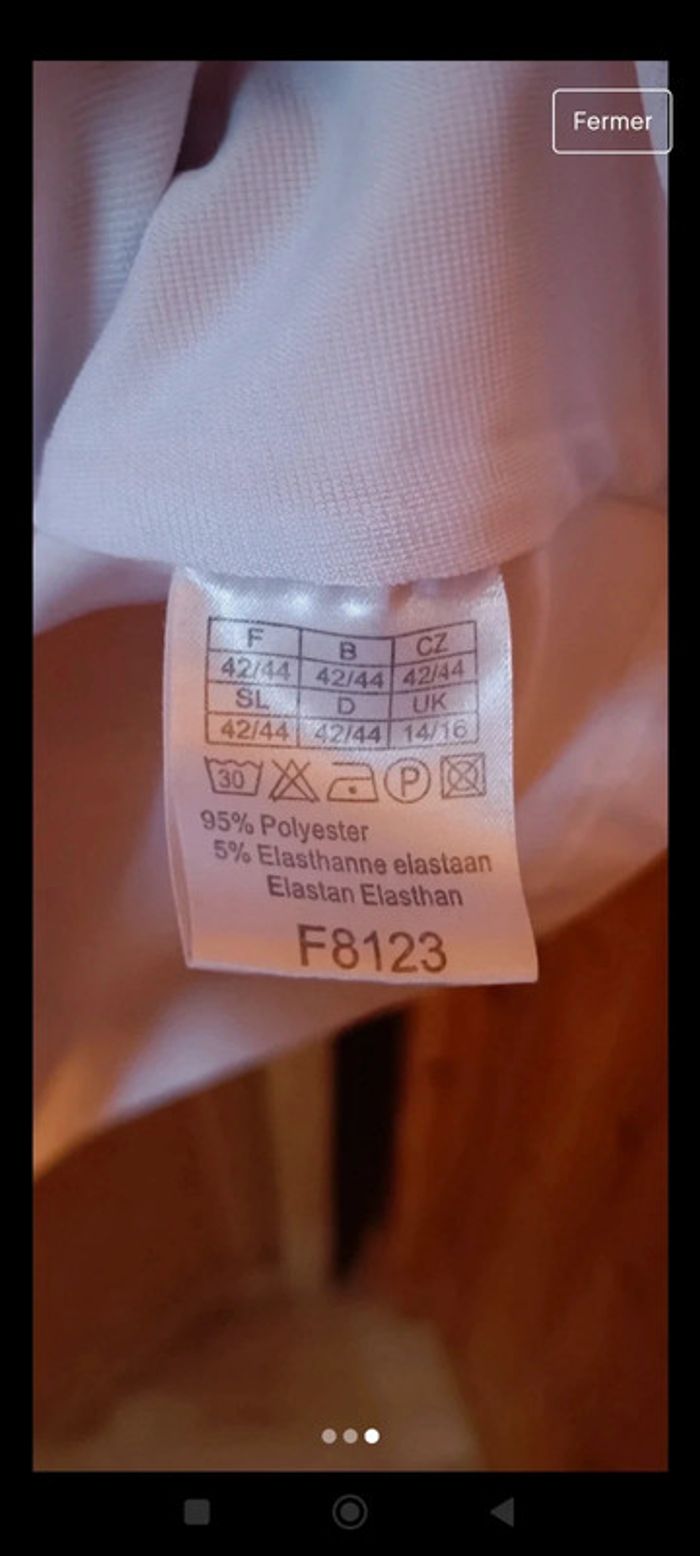 Fermer
F B CZ
42/44 42/44 42/44
SL D UK
42/44 42/44 14/16
30 P
95% Polyester
5% Elasthanne elastaan
Elastan Elasthan
F8123